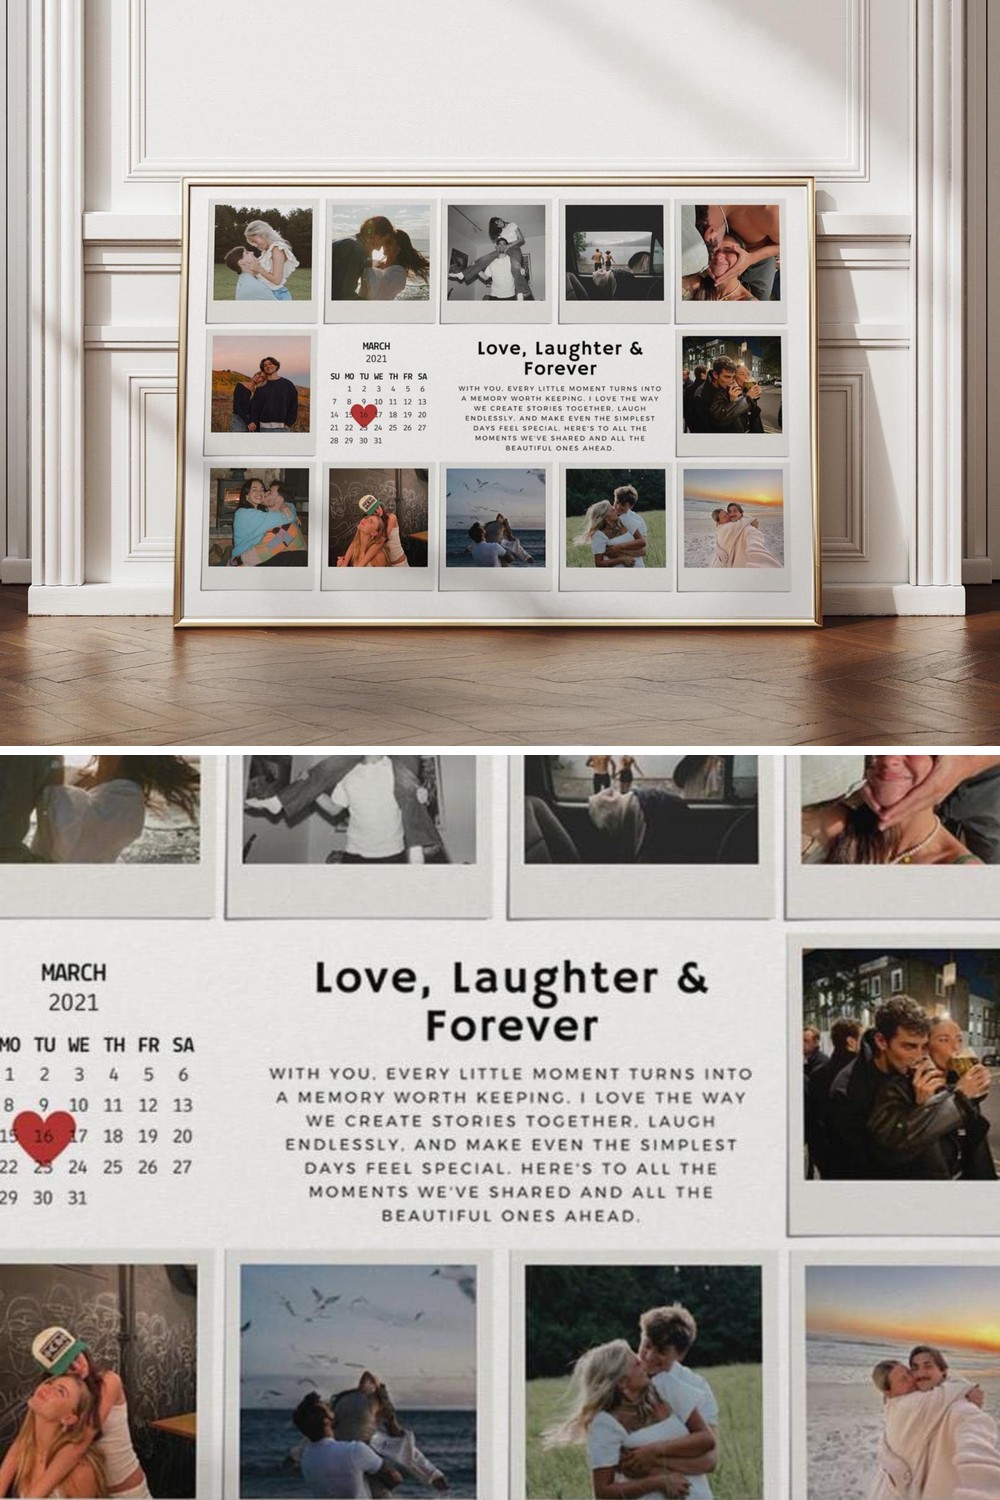 MARCH
2021
SU MO TU WE TH FR SA
1 2 3 4 5 6
7 8 9 10 11 12 13
14 15 16 17 18 19 20
21 22 23 24 25 26 27
28 29 30 31
Love, Laughter &
Forever
WITH YOU, EVERY LITTLE MOMENT TURNS INTO
A MEMORY WORTH KEEPING. I LOVE THE WAY
WE CREATE STORIES TOGETHER, LAUGH
ENDLESSLY, AND MAKE EVEN THE SIMPLEST
DAYS FEEL SPECIAL. HERE'S TO ALL THE
MOMENTS WE'VE SHARED AND ALL THE
BEAUTIFUL ONES AHEAD.
MARCH
2021
MO TU WE TH FR SA
1 2 3 4 5 6
8 9 10 11 12 13
15 16 17 18 19 20
22 23 24 25 26 27
29 30 31
Love, Laughter &
Forever
WITH YOU, EVERY LITTLE MOMENT TURNS INTO
A MEMORY WORTH KEEPING. I LOVE THE WAY
WE CREATE STORIES TOGETHER, LAUGH
ENDLESSLY, AND MAKE EVEN THE SIMPLEST
DAYS FEEL SPECIAL. HERE'S TO ALL THE
MOMENTS WE'VE SHARED AND ALL THE
BEAUTIFUL ONES AHEAD.